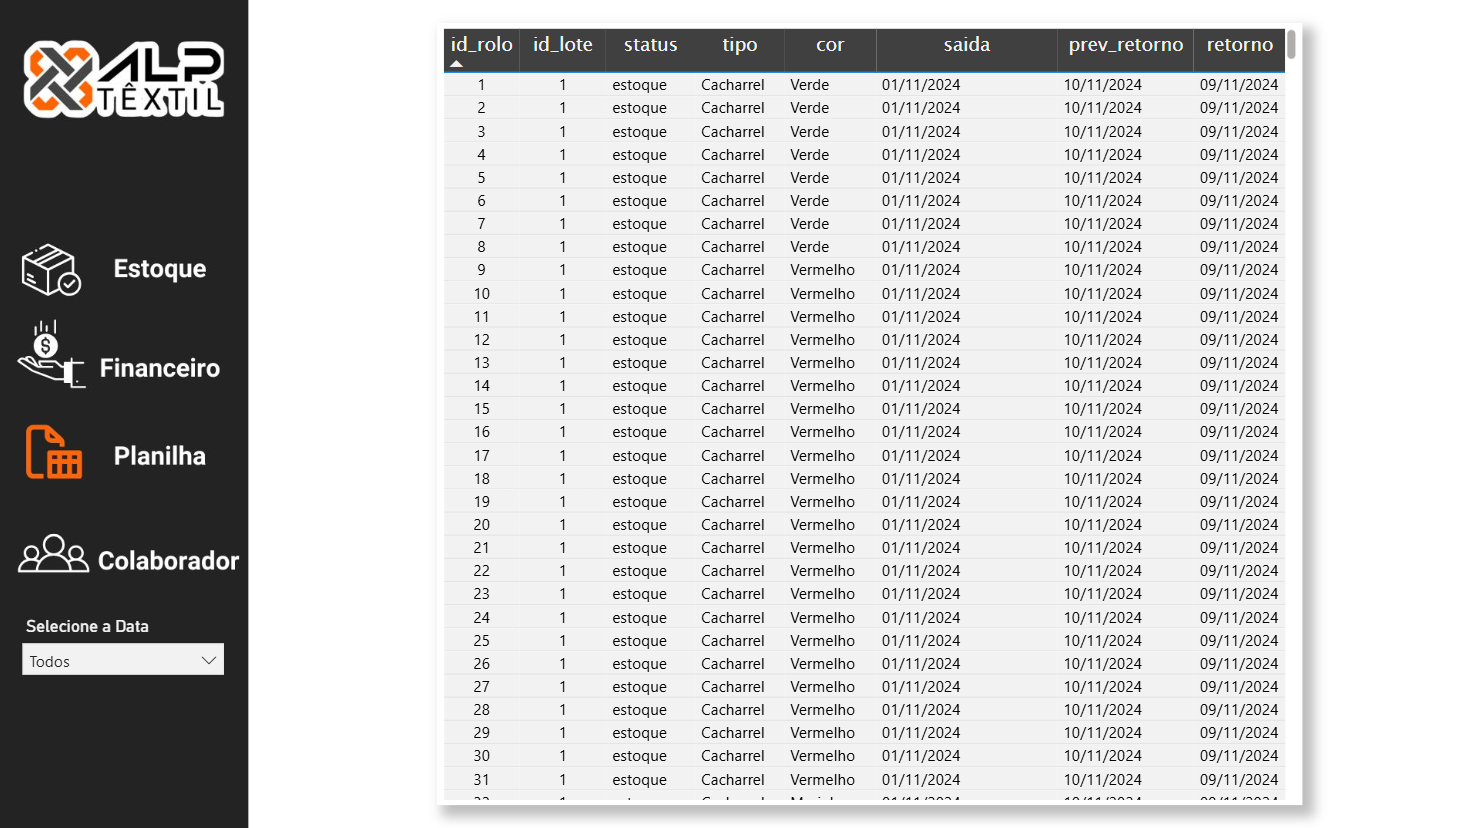 ALP
TÊXTIL
Estoque
Financeiro
Planilha
Colaborador
Selecione a Data
Todos
id_rolo id_lote status tipo cor saida prev_retorno retorno
1 1 estoque Cacharrel Verde 01/11/2024 10/11/2024 09/11/2024
2 1 estoque Cacharrel Verde 01/11/2024 10/11/2024 09/11/2024
3 1 estoque Cacharrel Verde 01/11/2024 10/11/2024 09/11/2024
4 1 estoque Cacharrel Verde 01/11/2024 10/11/2024 09/11/2024
5 1 estoque Cacharrel Verde 01/11/2024 10/11/2024 09/11/2024
6 1 estoque Cacharrel Verde 01/11/2024 10/11/2024 09/11/2024
7 1 estoque Cacharrel Verde 01/11/2024 10/11/2024 09/11/2024
8 1 estoque Cacharrel Verde 01/11/2024 10/11/2024 09/11/2024
9 1 estoque Cacharrel Vermelho 01/11/2024 10/11/2024 09/11/2024
10 1 estoque Cacharrel Vermelho 01/11/2024 10/11/2024 09/11/2024
11 1 estoque Cacharrel Vermelho 01/11/2024 10/11/2024 09/11/2024
12 1 estoque Cacharrel Vermelho 01/11/2024 10/11/2024 09/11/2024
13 1 estoque Cacharrel Vermelho 01/11/2024 10/11/2024 09/11/2024
14 1 estoque Cacharrel Vermelho 01/11/2024 10/11/2024 09/11/2024
15 1 estoque Cacharrel Vermelho 01/11/2024 10/11/2024 09/11/2024
16 1 estoque Cacharrel Vermelho 01/11/2024 10/11/2024 09/11/2024
17 1 estoque Cacharrel Vermelho 01/11/2024 10/11/2024 09/11/2024
18 1 estoque Cacharrel Vermelho 01/11/2024 10/11/2024 09/11/2024
19 1 estoque Cacharrel Vermelho 01/11/2024 10/11/2024 09/11/2024
20 1 estoque Cacharrel Vermelho 01/11/2024 10/11/2024 09/11/2024
21 1 estoque Cacharrel Vermelho 01/11/2024 10/11/2024 09/11/2024
22 1 estoque Cacharrel Vermelho 01/11/2024 10/11/2024 09/11/2024
23 1 estoque Cacharrel Vermelho 01/11/2024 10/11/2024 09/11/2024
24 1 estoque Cacharrel Vermelho 01/11/2024 10/11/2024 09/11/2024
25 1 estoque Cacharrel Vermelho 01/11/2024 10/11/2024 09/11/2024
26 1 estoque Cacharrel Vermelho 01/11/2024 10/11/2024 09/11/2024
27 1 estoque Cacharrel Vermelho 01/11/2024 10/11/2024 09/11/2024
28 1 estoque Cacharrel Vermelho 01/11/2024 10/11/2024 09/11/2024
29 1 estoque Cacharrel Vermelho 01/11/2024 10/11/2024 09/11/2024
30 1 estoque Cacharrel Vermelho 01/11/2024 10/11/2024 09/11/2024
31 1 estoque Cacharrel Vermelho 01/11/2024 10/11/2024 09/11/2024